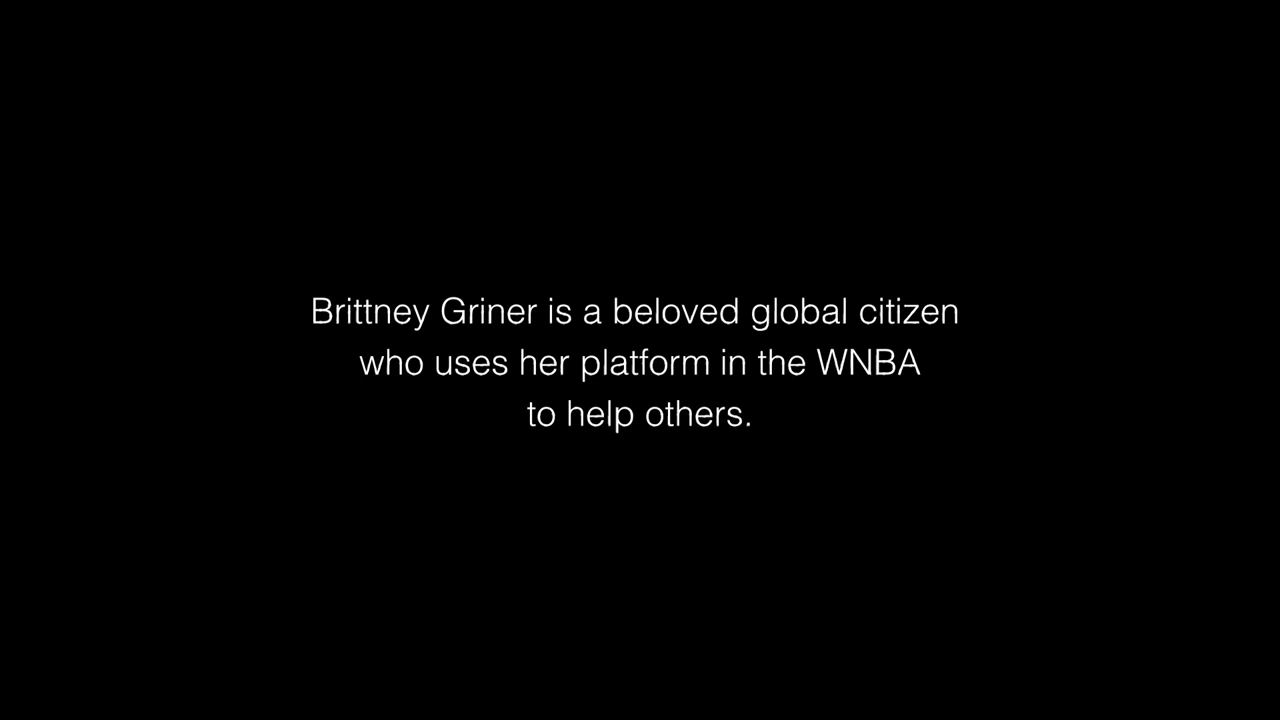 Brittney Griner is a beloved global citizen
who uses her platform in the WNBA
to help others.